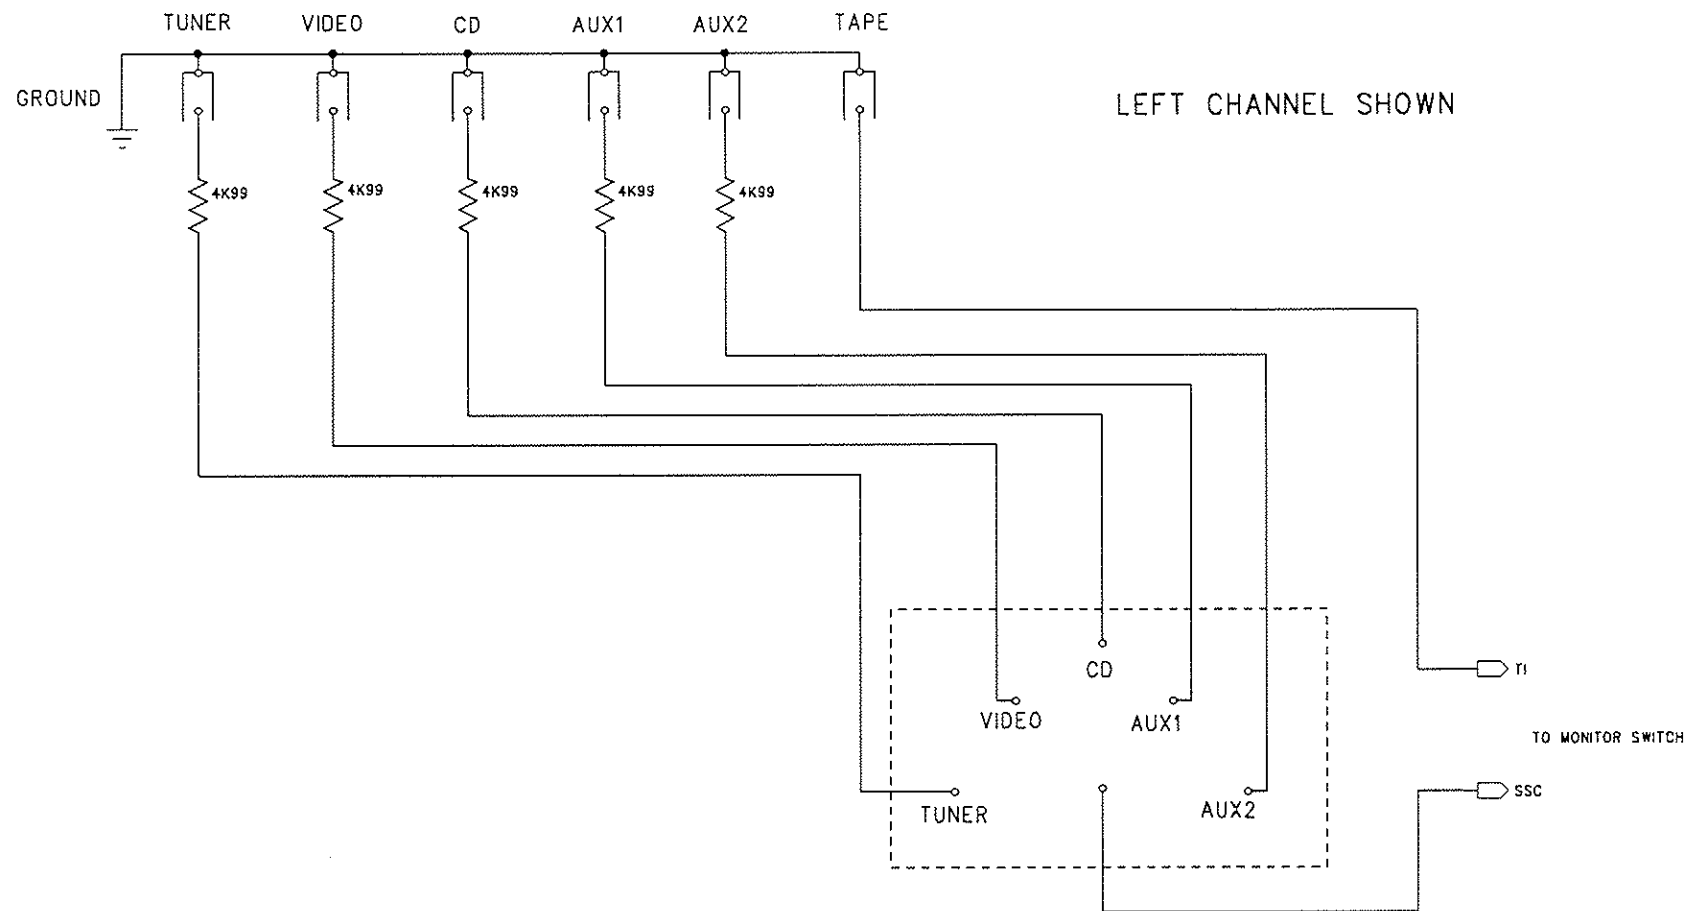 TUNER VIDEO CD AUX1 AUX2 TAPE
GROUND
LEFT CHANNEL SHOWN
4K99 4K99 4K99 4K99 4K99
CD
TI
VIDEO AUX1
TO MONITOR SWITCH
SSC
TUNER AUX2